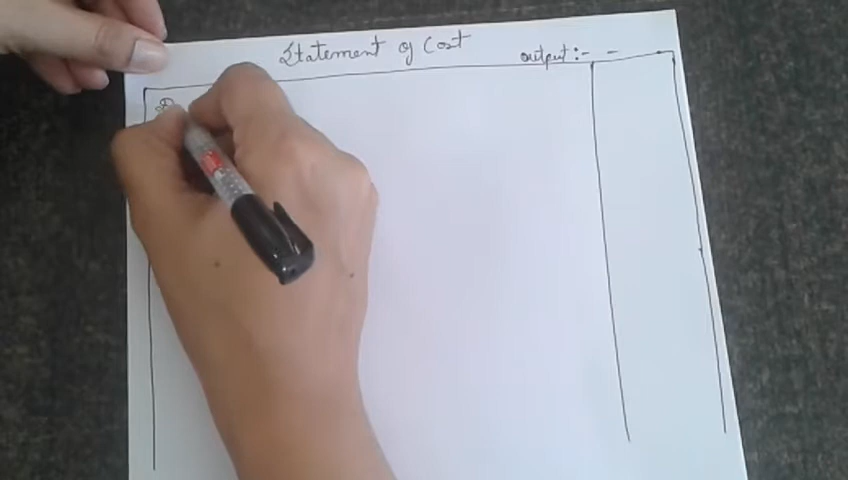 Statement of Cost
output :- -